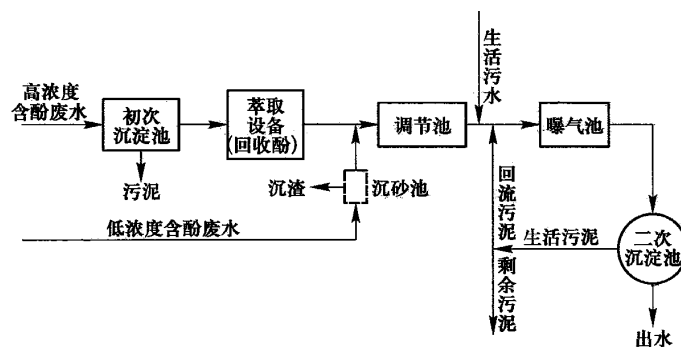 生活污水
高浓度
含酚废水
初次
沉淀池
萃取
设备
(回收酚)
调节池
曝气池
污泥
沉渣
沉砂池
低浓度含酚废水
回流污泥
生活污泥
二次
沉淀池
剩余污泥
出水